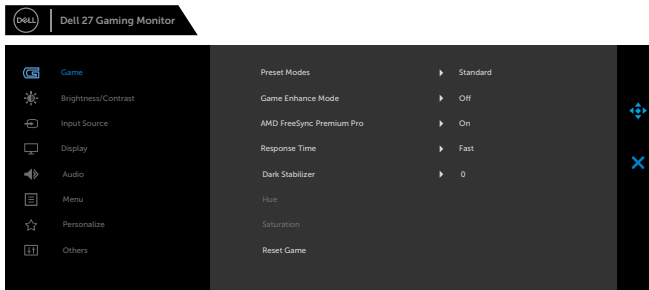 DELL Dell 27 Gaming Monitor
Game Preset Modes Standard
Brightness/Contrast Game Enhance Mode Off
Input Source AMD FreeSync Premium Pro On
Display Response Time Fast
Audio Dark Stabilizer 0
Menu Hue
Personalize Saturation
Others Reset Game